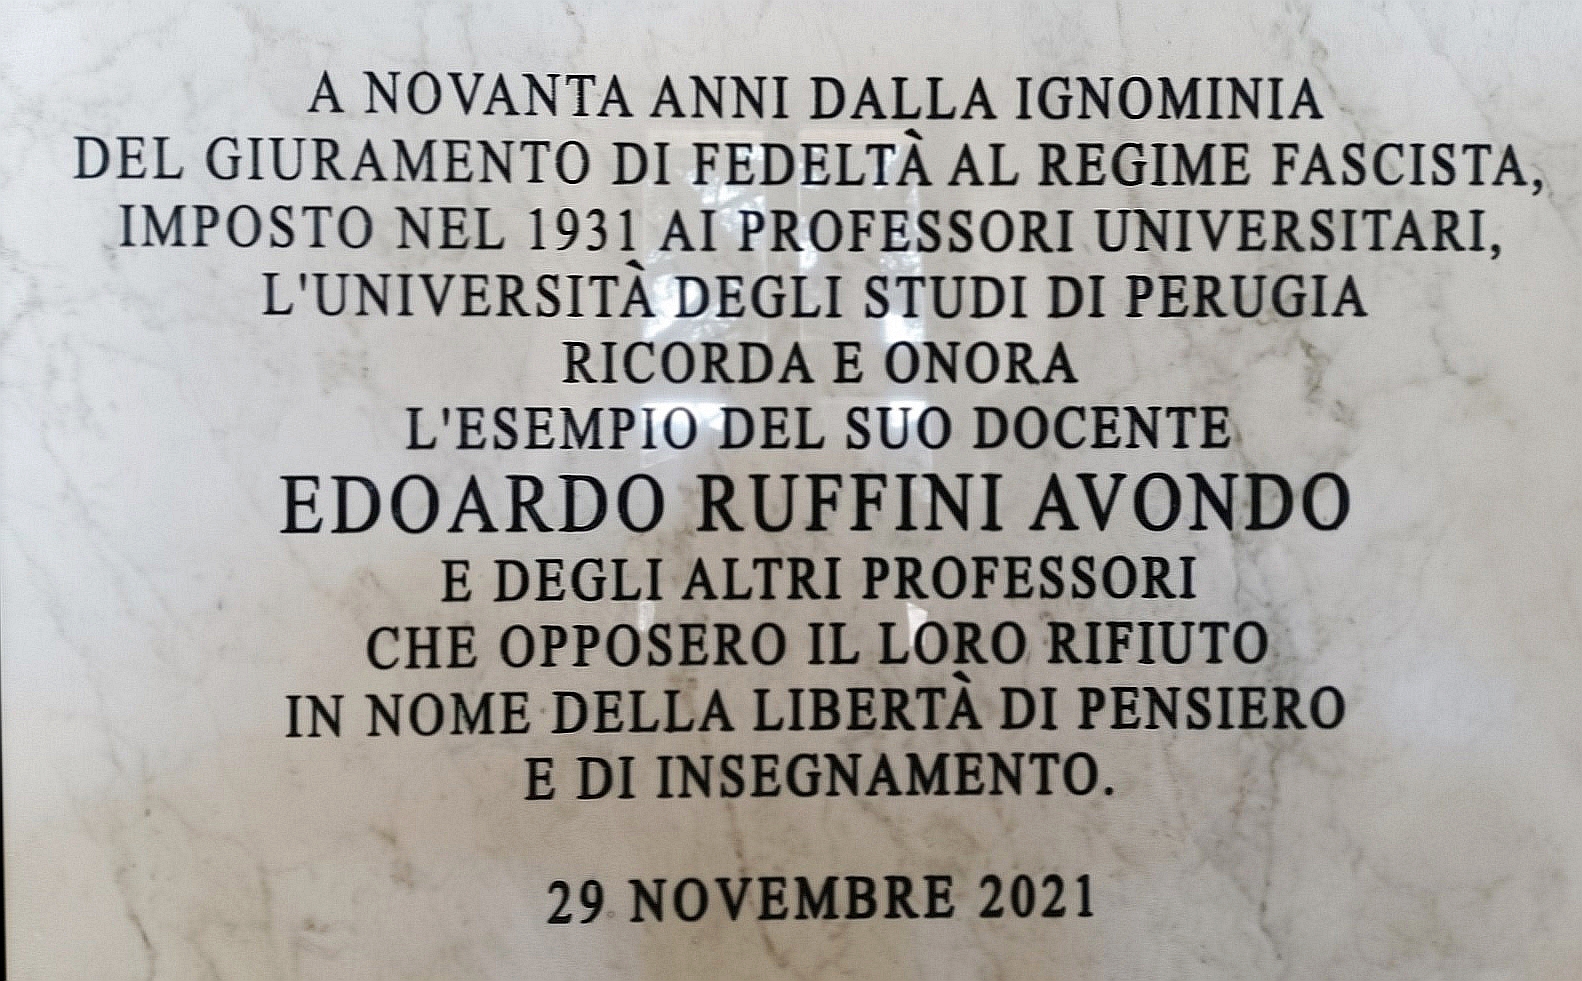 A NOVANTA ANNI DALLA IGNOMINIA
DEL GIURAMENTO DI FEDELTÀ AL REGIME FASCISTA,
IMPOSTO NEL 1931 AI PROFESSORI UNIVERSITARI,
L'UNIVERSITÀ DEGLI STUDI DI PERUGIA
RICORDA E ONORA
L'ESEMPIO DEL SUO DOCENTE
EDOARDO RUFFINI AVONDO
E DEGLI ALTRI PROFESSORI
CHE OPPOSERO IL LORO RIFIUTO
IN NOME DELLA LIBERTÀ DI PENSIERO
E DI INSEGNAMENTO.
29 NOVEMBRE 2021